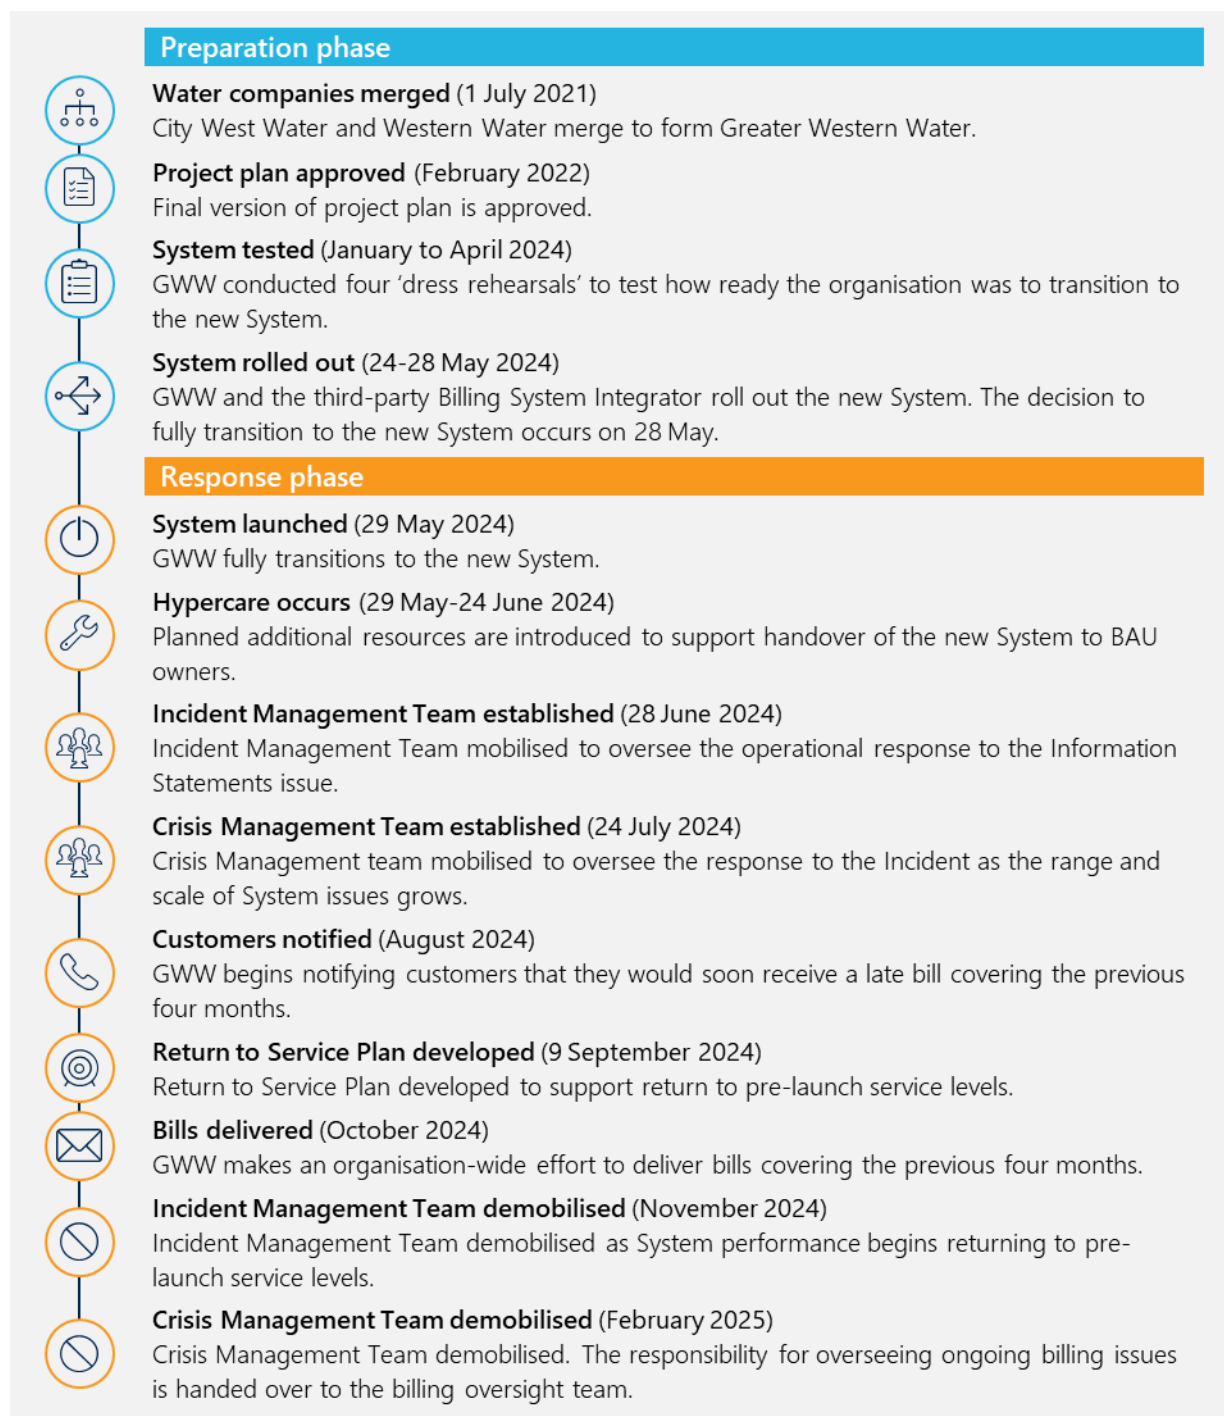 Preparation phase
Water companies merged (1 July 2021)
City West Water and Western Water merge to form Greater Western Water.
Project plan approved (February 2022)
Final version of project plan is approved.
System tested (January to April 2024)
GWW conducted four ‘dress rehearsals’ to test how ready the organisation was to transition to
the new System.
System rolled out (24-28 May 2024)
GWW and the third-party Billing System Integrator roll out the new System. The decision to
fully transition to the new System occurs on 28 May.
Response phase
System launched (29 May 2024)
GWW fully transitions to the new System.
Hypercare occurs (29 May-24 June 2024)
Planned additional resources are introduced to support handover of the new System to BAU
owners.
Incident Management Team established (28 June 2024)
Incident Management Team mobilised to oversee the operational response to the Information
Statements issue.
Crisis Management Team established (24 July 2024)
Crisis Management team mobilised to oversee the response to the Incident as the range and
scale of System issues grows.
Customers notified (August 2024)
GWW begins notifying customers that they would soon receive a late bill covering the previous
four months.
Return to Service Plan developed (9 September 2024)
Return to Service Plan developed to support return to pre-launch service levels.
Bills delivered (October 2024)
GWW makes an organisation-wide effort to deliver bills covering the previous four months.
Incident Management Team demobilised (November 2024)
Incident Management Team demobilised as System performance begins returning to pre-
launch service levels.
Crisis Management Team demobilised (February 2025)
Crisis Management Team demobilised. The responsibility for overseeing ongoing billing issues
is handed over to the billing oversight team.